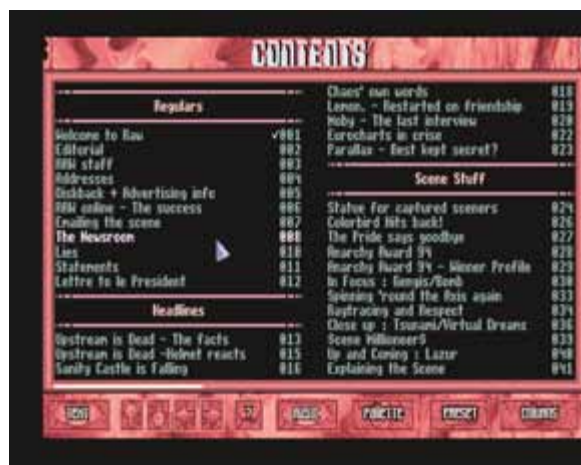 CONTENTS
Regulars
Welcome to Raw ✓001
Editorial 002
RAW staff 003
Addresses 004
Diskback + Advertising info 005
RAW online - The success 006
Emailing the scene 007
The Newsroom 008
Lies 010
Statements 011
Lettre to le President 012
Headlines
Upstream is Dead - The facts 013
Upstream is Dead -Helmet reacts 015
Sanity Castle is falling 016
Chaos' own words 018
Lemon. - Restarted on friendship 019
Moby - The last interview 020
Eurocharts in crise 022
Parallax - Best kept secret? 023
Scene Stuff
Statue for captured sceners 024
Colorbird hits back! 026
The Pride says goodbye 027
Anarchy Award 94 028
Anarchy Award 94 - Winner Profile 029
In Focus : Gengis/Bomb 030
Spinning 'round the Axis again 033
Raytracing and Respect 034
Close up : Tsunami/Virtual Dreams 036
Scene Millioner$ 039
Up and Coming : Lazur 040
Explaining the Scene 041
TEXT
PALETTE
PRESET